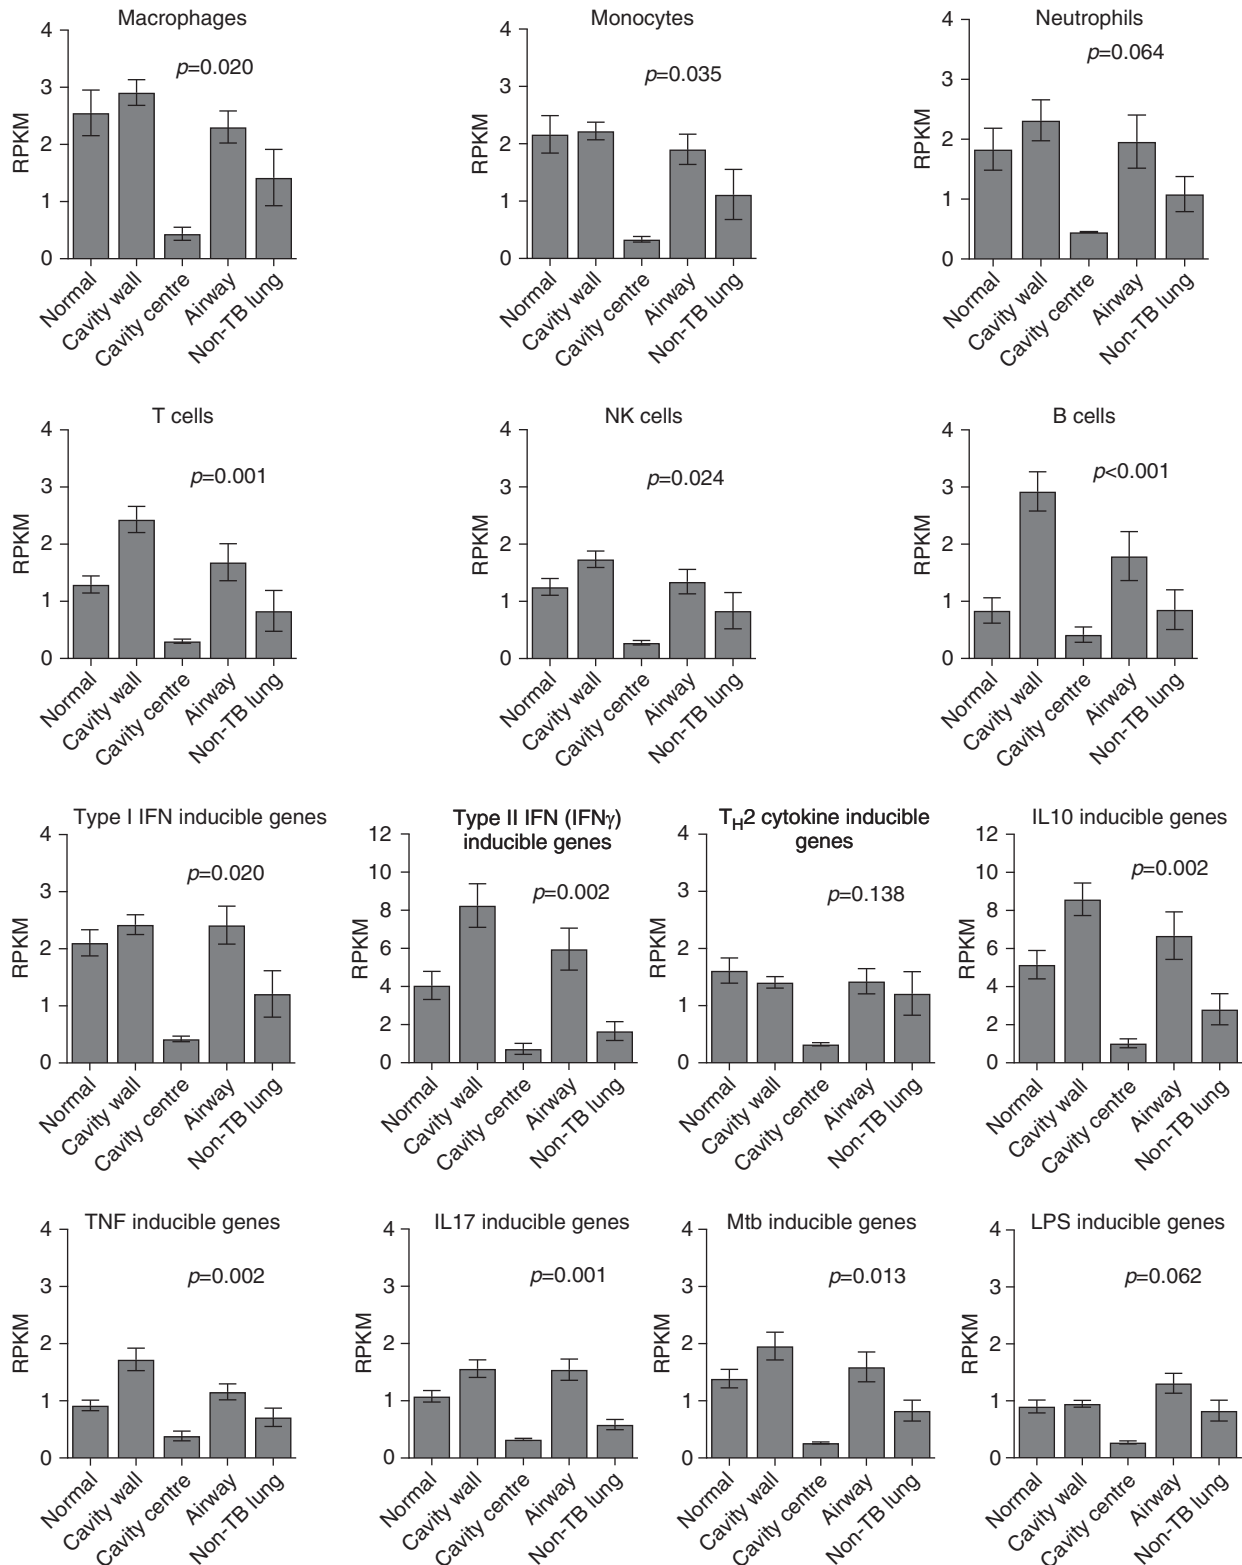 Macrophages
4
3
2
1
0
RPKM
p=0.020
Normal
Cavity wall
Cavity centre
Airway
Non-TB lung
Monocytes
4
3
2
1
0
RPKM
p=0.035
Normal
Cavity wall
Cavity centre
Airway
Non-TB lung
Neutrophils
4
3
2
1
0
RPKM
p=0.064
Normal
Cavity wall
Cavity centre
Airway
Non-TB lung
T cells
4
3
2
1
0
RPKM
p=0.001
Normal
Cavity wall
Cavity centre
Airway
Non-TB lung
NK cells
4
3
2
1
0
RPKM
p=0.024
Normal
Cavity wall
Cavity centre
Airway
Non-TB lung
B cells
4
3
2
1
0
RPKM
p<0.001
Normal
Cavity wall
Cavity centre
Airway
Non-TB lung
Type I IFN inducible genes
4
3
2
1
0
RPKM
p=0.020
Normal
Cavity wall
Cavity centre
Airway
Non-TB lung
Type II IFN (IFNγ)
inducible genes
12
10
8
6
4
2
0
RPKM
p=0.002
Normal
Cavity wall
Cavity centre
Airway
Non-TB lung
TH2 cytokine inducible
genes
4
3
2
1
0
RPKM
p=0.138
Normal
Cavity wall
Cavity centre
Airway
Non-TB lung
IL10 inducible genes
12
10
8
6
4
2
0
RPKM
p=0.002
Normal
Cavity wall
Cavity centre
Airway
Non-TB lung
TNF inducible genes
4
3
2
1
0
RPKM
p=0.002
Normal
Cavity wall
Cavity centre
Airway
Non-TB lung
IL17 inducible genes
4
3
2
1
0
RPKM
p=0.001
Normal
Cavity wall
Cavity centre
Airway
Non-TB lung
Mtb inducible genes
4
3
2
1
0
RPKM
p=0.013
Normal
Cavity wall
Cavity centre
Airway
Non-TB lung
LPS inducible genes
4
3
2
1
0
RPKM
p=0.062
Normal
Cavity wall
Cavity centre
Airway
Non-TB lung